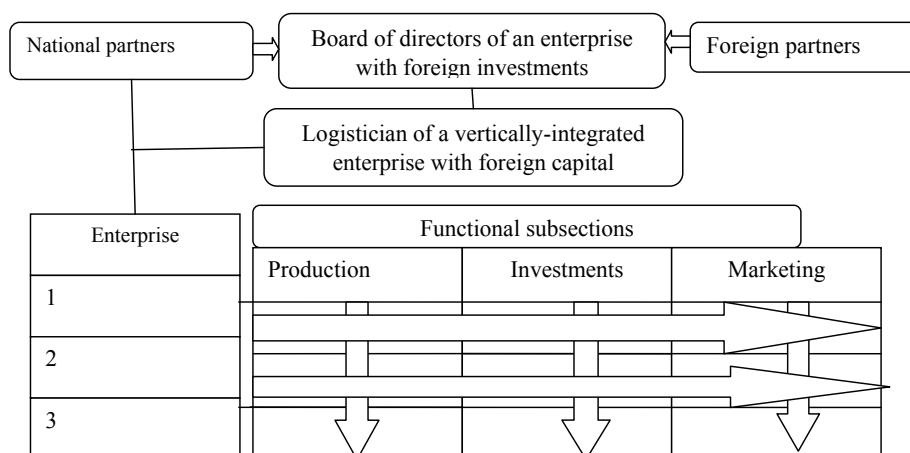 National partners
Board of directors of an enterprise
with foreign investments
Foreign partners
Logistician of a vertically-integrated
enterprise with foreign capital
Enterprise
Functional subsections
Production
Investments
Marketing
1
2
3